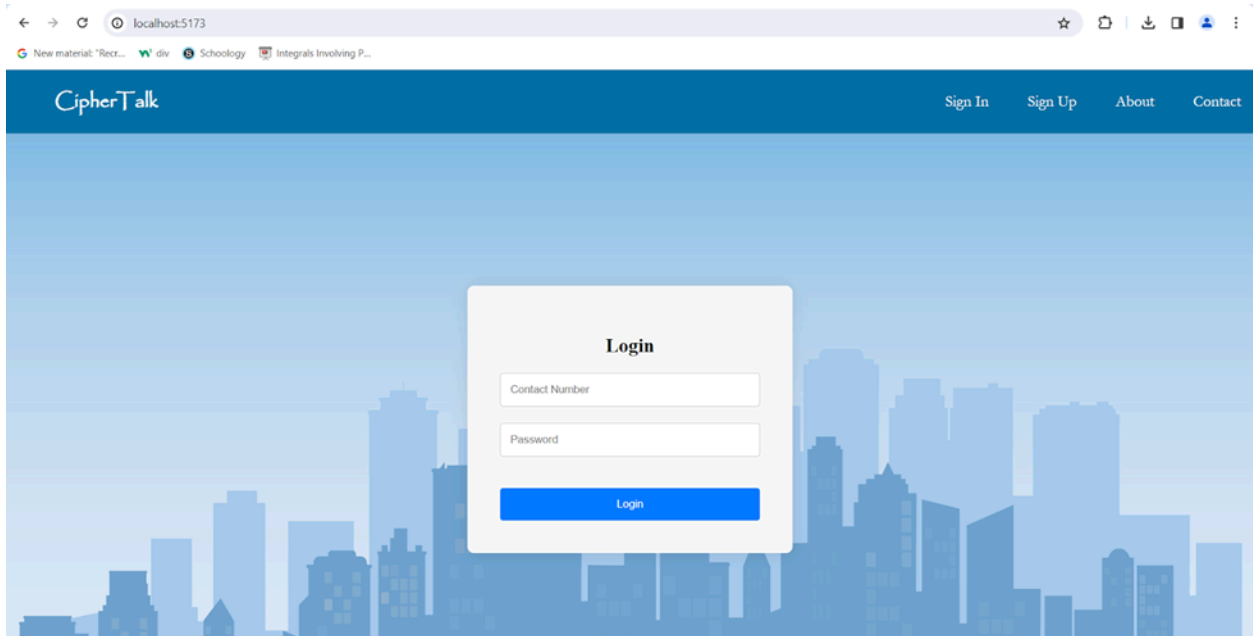 localhost:5173
New material: "Recr... div Schoology Integrals Involving P...
CipherTalk Sign In Sign Up About Contact
Login
Contact Number
Password
Login